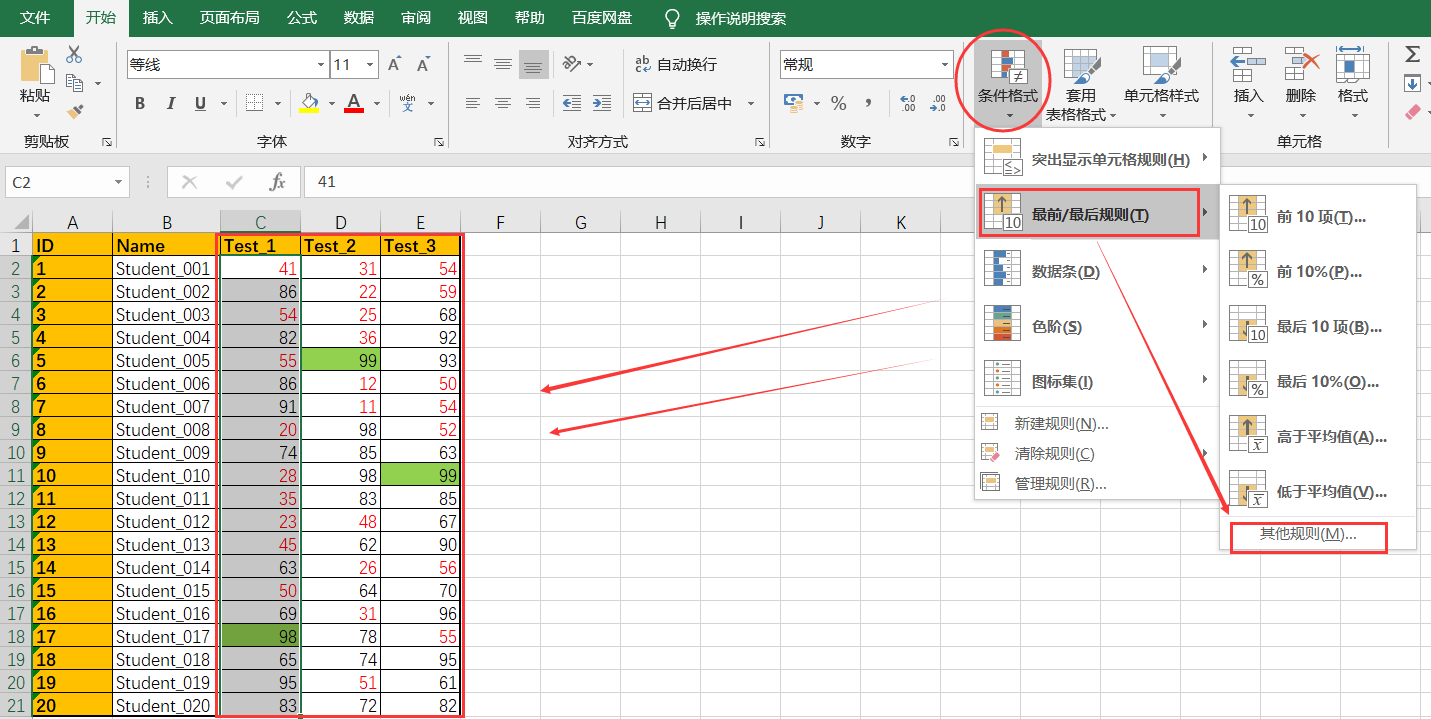 文件 开始 插入 页面布局 公式 数据 审阅 视图 帮助 百度网盘 操作说明搜索
粘贴
剪贴板
等线 11
B I U A wén 文
字体
ab 自动换行
合并后居中
对齐方式
常规
% , .00 .0
数字
条件格式
套用
表格格式
单元格样式
插入 删除 格式
单元格
Σ
C2 fx 41
突出显示单元格规则(H)
最前/最后规则(T)
数据条(D)
色阶(S)
图标集(I)
新建规则(N)...
清除规则(C)
管理规则(R)...
前 10 项(T)...
前 10%(P)...
最后 10 项(B)...
最后 10%(O)...
高于平均值(A)...
低于平均值(V)...
其他规则(M)...
A B C D E F G H I J K
1 ID Name Test_1 Test_2 Test_3
2 1 Student_001 41 31 54
3 2 Student_002 86 22 59
4 3 Student_003 54 25 68
5 4 Student_004 82 36 92
6 5 Student_005 55 99 93
7 6 Student_006 86 12 50
8 7 Student_007 91 11 54
9 8 Student_008 20 98 52
10 9 Student_009 74 85 63
11 10 Student_010 28 98 99
12 11 Student_011 35 83 85
13 12 Student_012 23 48 67
14 13 Student_013 45 62 90
15 14 Student_014 63 26 56
16 15 Student_015 50 64 70
17 16 Student_016 69 31 96
18 17 Student_017 98 78 55
19 18 Student_018 65 74 95
20 19 Student_019 95 51 61
21 20 Student_020 83 72 82